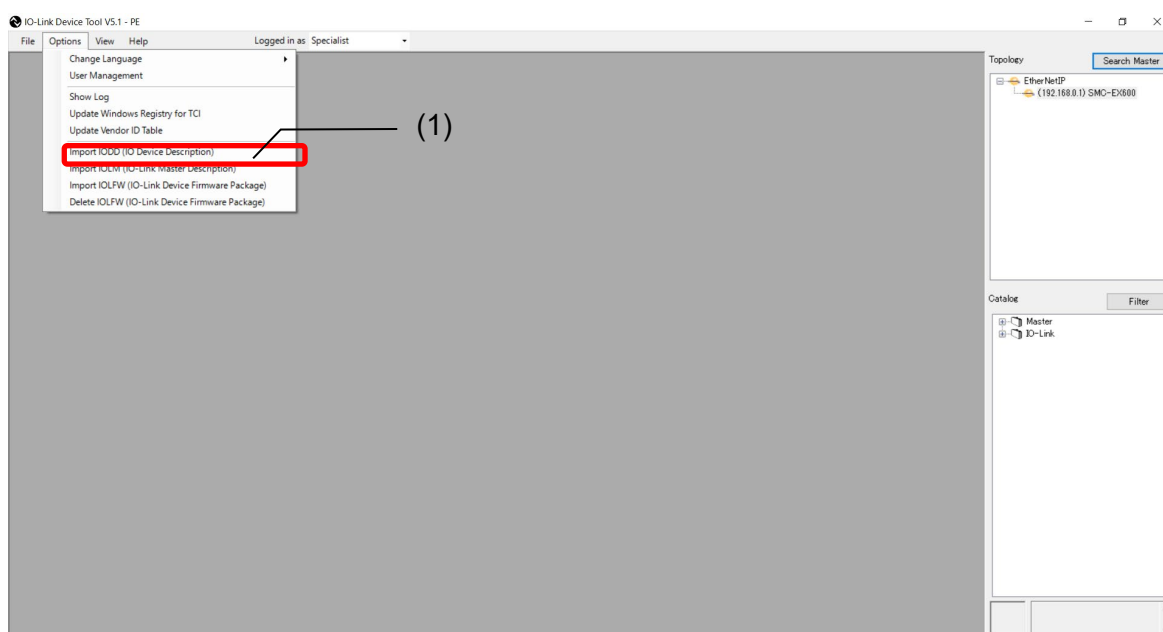 IO-Link Device Tool V5.1 - PE
File Options View Help Logged in as Specialist
Change Language
User Management
Show Log
Update Windows Registry for TCI
Update Vendor ID Table
(1)
Import IODD (IO Device Description)
Import IOLM (IO-Link Master Description)
Import IOLFW (IO-Link Device Firmware Package)
Delete IOLFW (IO-Link Device Firmware Package)
Topology Search Master
EtherNetIP
(192.168.0.1) SMC-EX600
Catalog Filter
Master
IO-Link